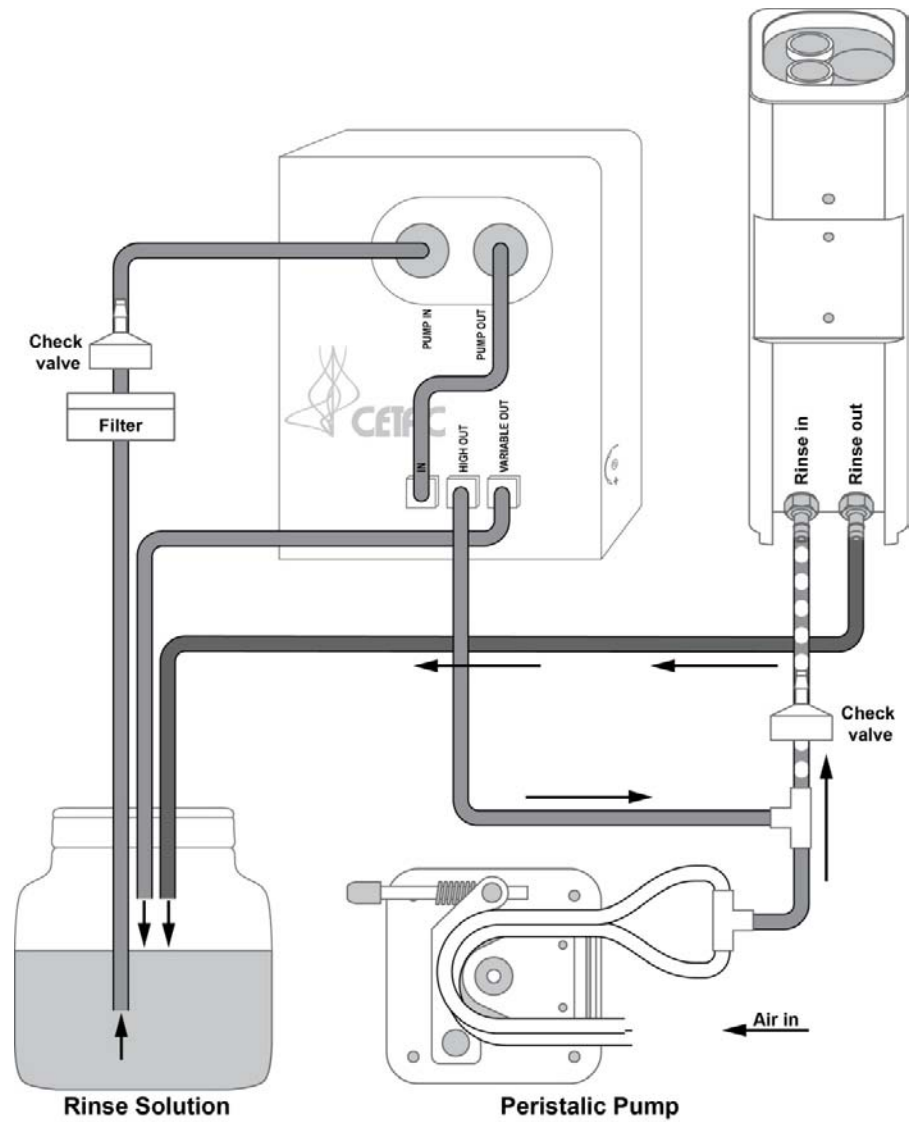 Check
valve
Filter
PUMP IN
PUMP OUT
CETAC
IN
HIGH OUT
VARIABLE OUT
Rinse in
Rinse out
Check
valve
Air in
Rinse Solution
Peristalic Pump